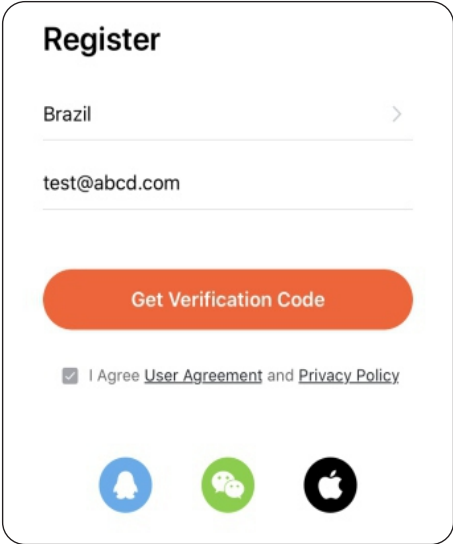 Register
Brazil
test@abcd.com
Get Verification Code
I Agree User Agreement and Privacy Policy